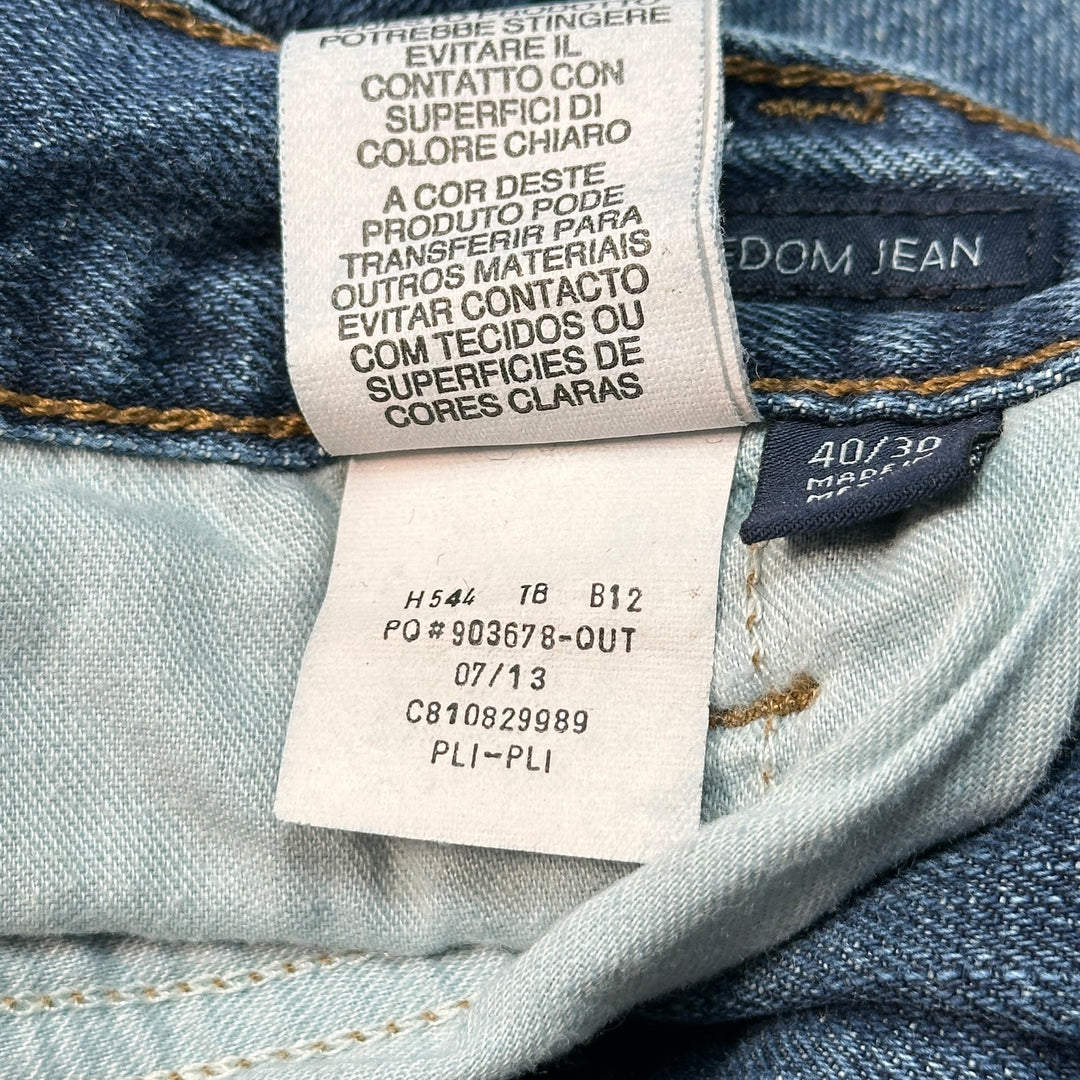 POTREBBE STINGERE
EVITARE IL
CONTATTO CON
SUPERFICI DI
COLORE CHIARO
A COR DESTE
PRODUTO PODE
TRANSFERIR PARA
OUTROS MATERIAIS
EVITAR CONTACTO
COM TECIDOS OU
SUPERFICIES DE
CORES CLARAS
EDOM JEAN
40/30
MADE IN
H544 TB B12
PO#903678-OUT
07/13
C810829989
PLI-PLI